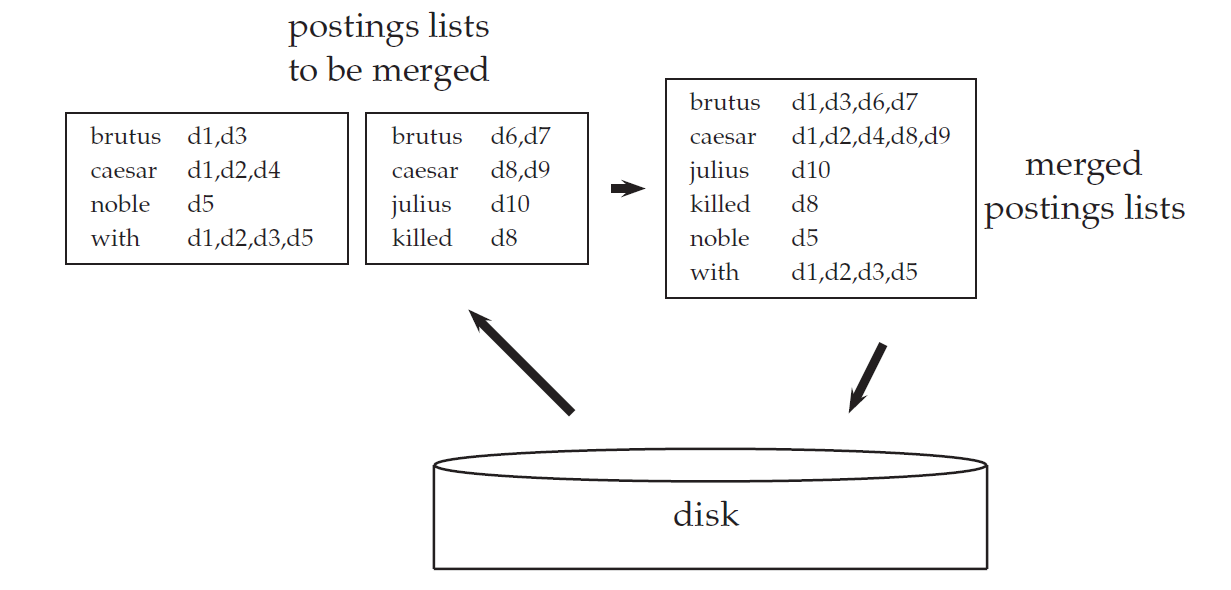 postings lists
to be merged
brutus d1,d3
caesar d1,d2,d4
noble d5
with d1,d2,d3,d5
brutus d6,d7
caesar d8,d9
julius d10
killed d8
brutus d1,d3,d6,d7
caesar d1,d2,d4,d8,d9
julius d10
killed d8
noble d5
with d1,d2,d3,d5
merged
postings lists
disk